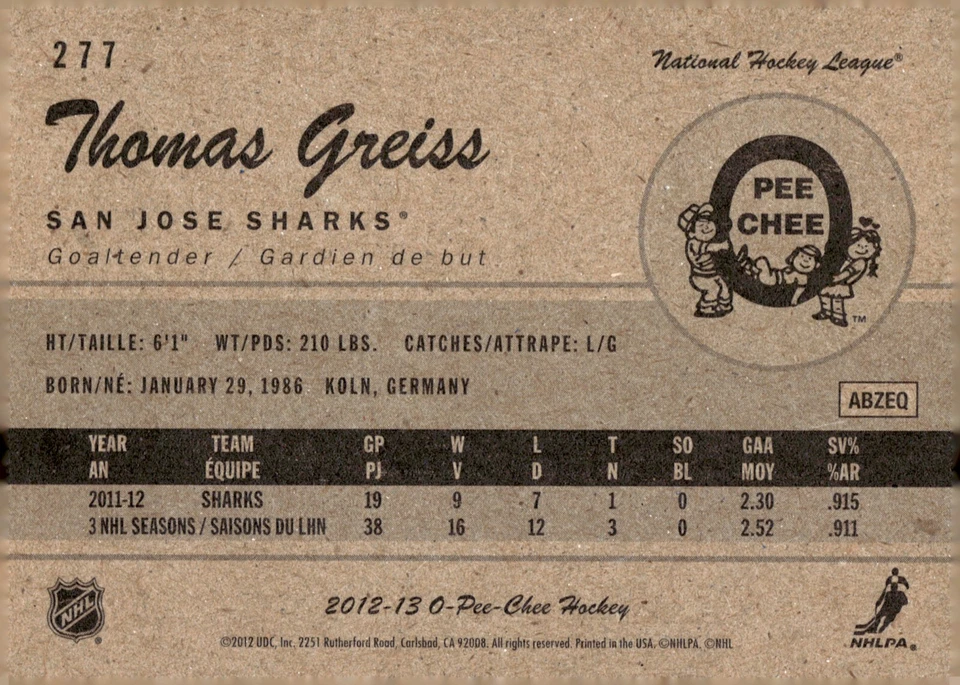 277
National Hockey League®
Thomas Greiss
SAN JOSE SHARKS®
Goaltender / Gardien de but
PEE
CHEE
TM
HT/TAILLE: 6'1" WT/PDS: 210 LBS. CATCHES/ATTRAPE: L/G
BORN/NÉ: JANUARY 29, 1986 KOLN, GERMANY
ABZEQ
YEAR TEAM GP W L T SO GAA SV%
AN ÉQUIPE PJ V D N BL MOY %AR
2011-12 SHARKS 19 9 7 1 0 2.30 .915
3 NHL SEASONS / SAISONS DU LHN 38 16 12 3 0 2.52 .911
NHL®
2012-13 O-Pee-Chee Hockey
©2012 UDC, Inc. 2251 Rutherford Road, Carlsbad, CA 92008. All rights reserved. Printed in the USA. ©NHLPA. ©NHL
NHLPA®